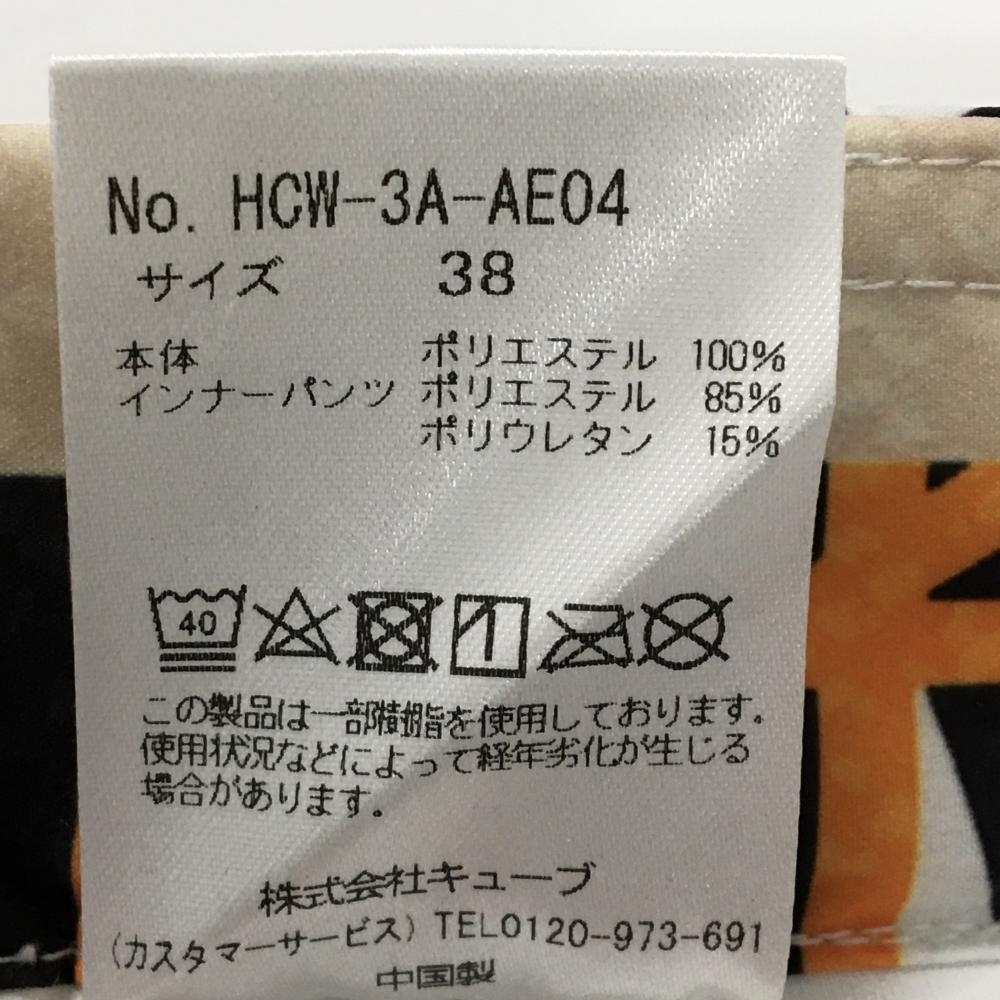 No. HCW-3A-AE04
サイズ 38
本体 ポリエステル 100%
インナーパンツ ポリエステル 85%
ポリウレタン 15%
40
この製品は一部樹脂を使用しております。
使用状況などによって経年劣化が生じる
場合があります。
株式会社キューブ
(カスタマーサービス) TEL0120-973-691
中国製